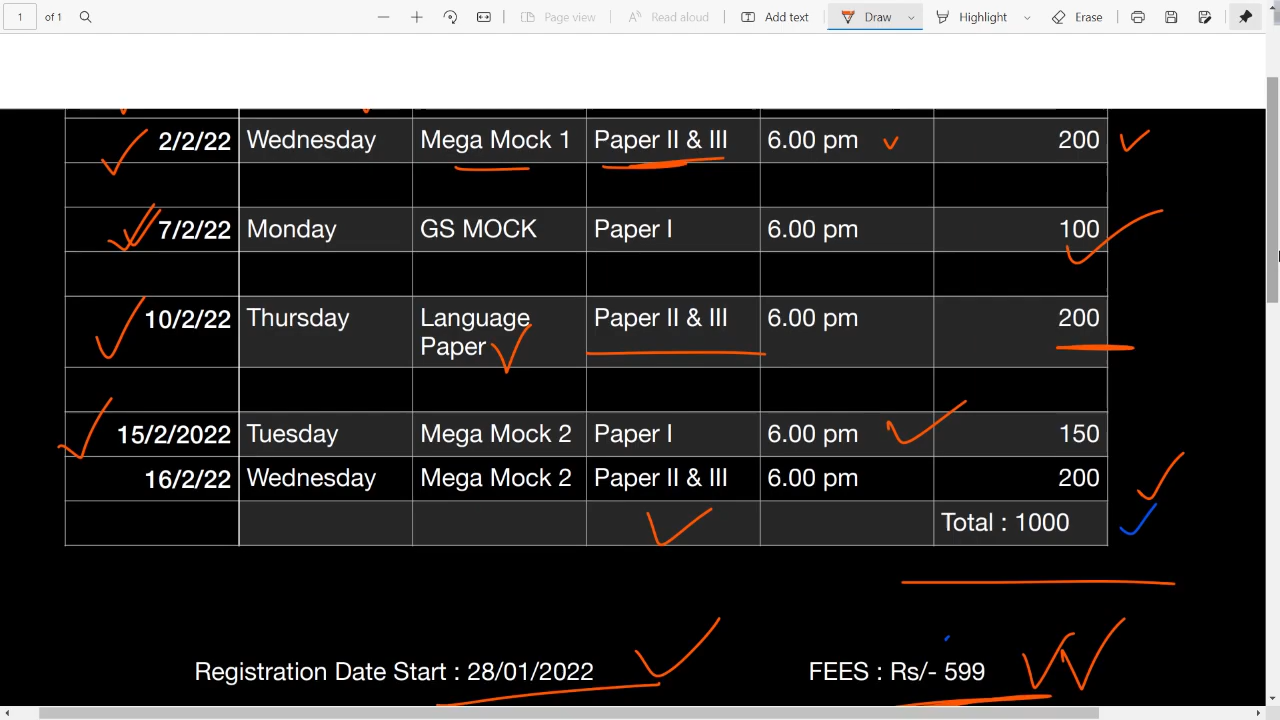 1 of 1 Page view Read aloud Add text Draw Highlight Erase
2/2/22 Wednesday Mega Mock 1 Paper II & III 6.00 pm 200
7/2/22 Monday GS MOCK Paper I 6.00 pm 100
10/2/22 Thursday Language Paper II & III 6.00 pm 200
Paper
15/2/2022 Tuesday Mega Mock 2 Paper I 6.00 pm 150
16/2/22 Wednesday Mega Mock 2 Paper II & III 6.00 pm 200
Total : 1000
Registration Date Start : 28/01/2022 FEES : Rs/- 599